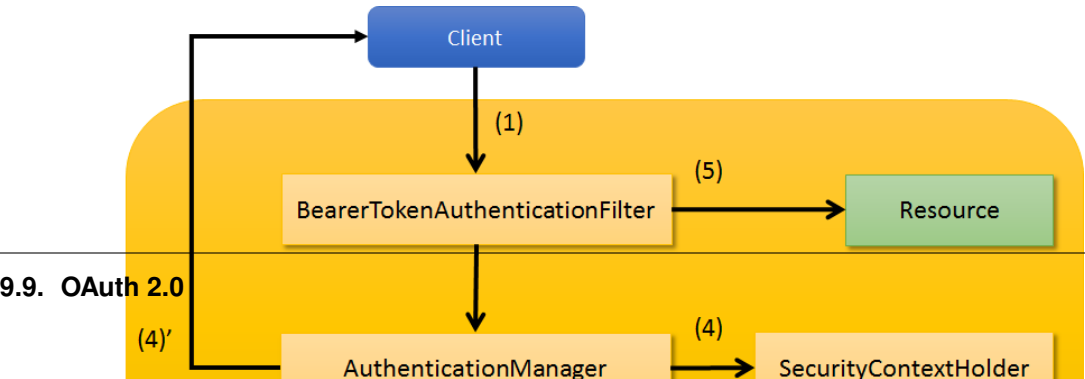 Client
(1)
(5)
BearerTokenAuthenticationFilter
Resource
9.9. OAuth 2.0
(4)’
(4)
AuthenticationManager
SecurityContextHolder